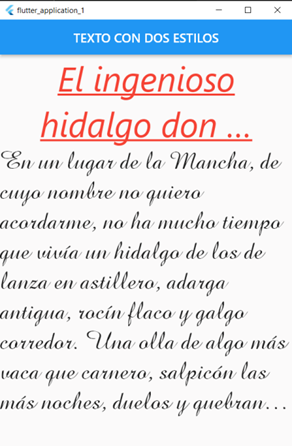 flutter_application_1
TEXTO CON DOS ESTILOS
El ingenioso
hidalgo don ...
En un lugar de la Mancha, de
cuyo nombre no quiero
acordarme, no ha mucho tiempo
que vivía un hidalgo de los de
lanza en astillero, adarga
antigua, rocín flaco y galgo
corredor. Una olla de algo más
vaca que carnero, salpicón las
más noches, duelos y quebran...